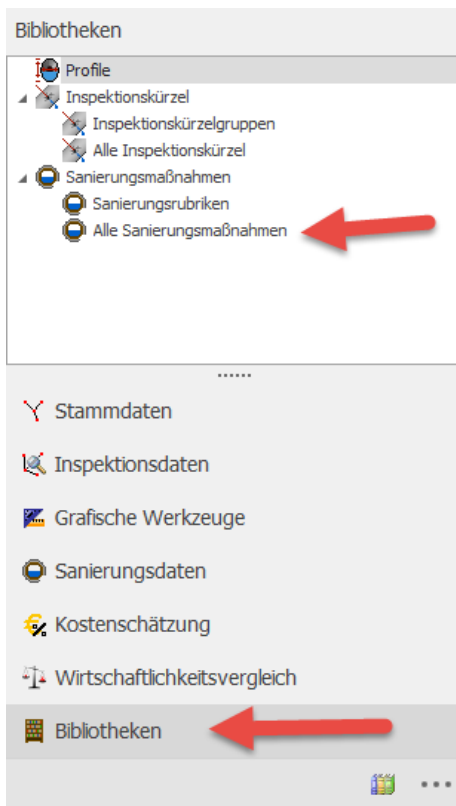 Bibliotheken
Profile
Inspektionskürzel
Inspektionskürzelgruppen
Alle Inspektionskürzel
Sanierungsmaßnahmen
Sanierungsrubriken
Alle Sanierungsmaßnahmen
Stammdaten
Inspektionsdaten
Grafische Werkzeuge
Sanierungsdaten
Kostenschätzung
Wirtschaftlichkeitsvergleich
Bibliotheken